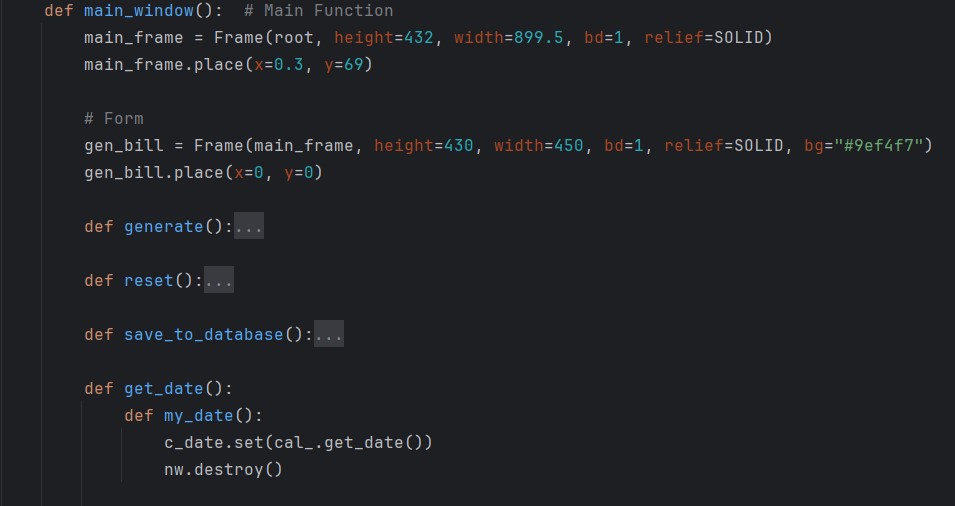 def main_window():  # Main Function
main_frame = Frame(root, height=432, width=899.5, bd=1, relief=SOLID)
main_frame.place(x=0.3, y=69)
# Form
gen_bill = Frame(main_frame, height=430, width=450, bd=1, relief=SOLID, bg="#9ef4f7")
gen_bill.place(x=0, y=0)
def generate():...
def reset():...
def save_to_database():...
def get_date():
def my_date():
c_date.set(cal_.get_date())
nw.destroy()